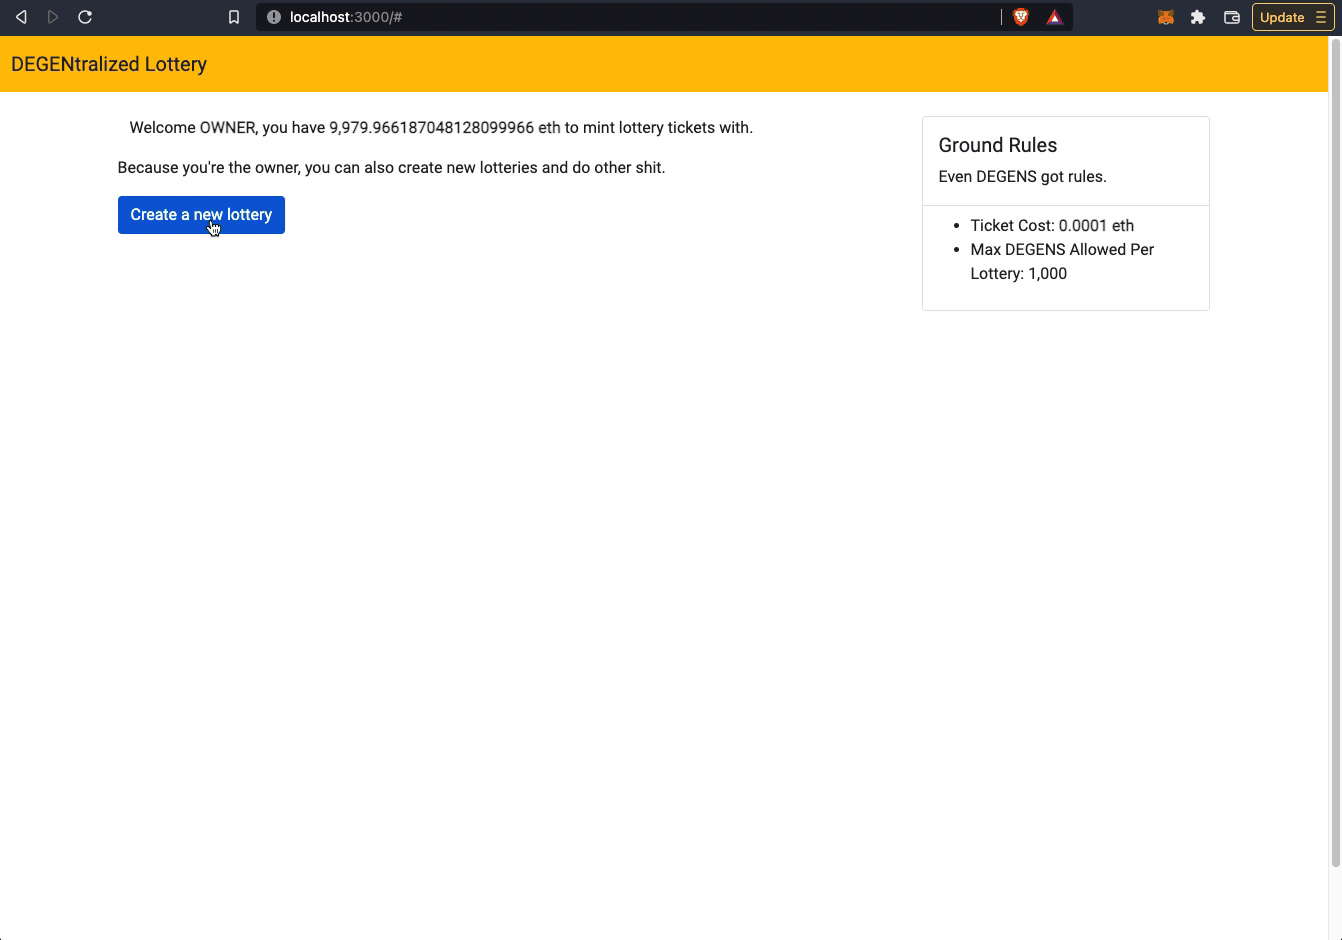 localhost:3000/#
Update
DEGENtralized Lottery
Welcome OWNER, you have 9,979.966187048128099966 eth to mint lottery tickets with.
Because you're the owner, you can also create new lotteries and do other shit.
Create a new lottery
Ground Rules
Even DEGENS got rules.
Ticket Cost: 0.0001 eth
Max DEGENS Allowed Per
Lottery: 1,000